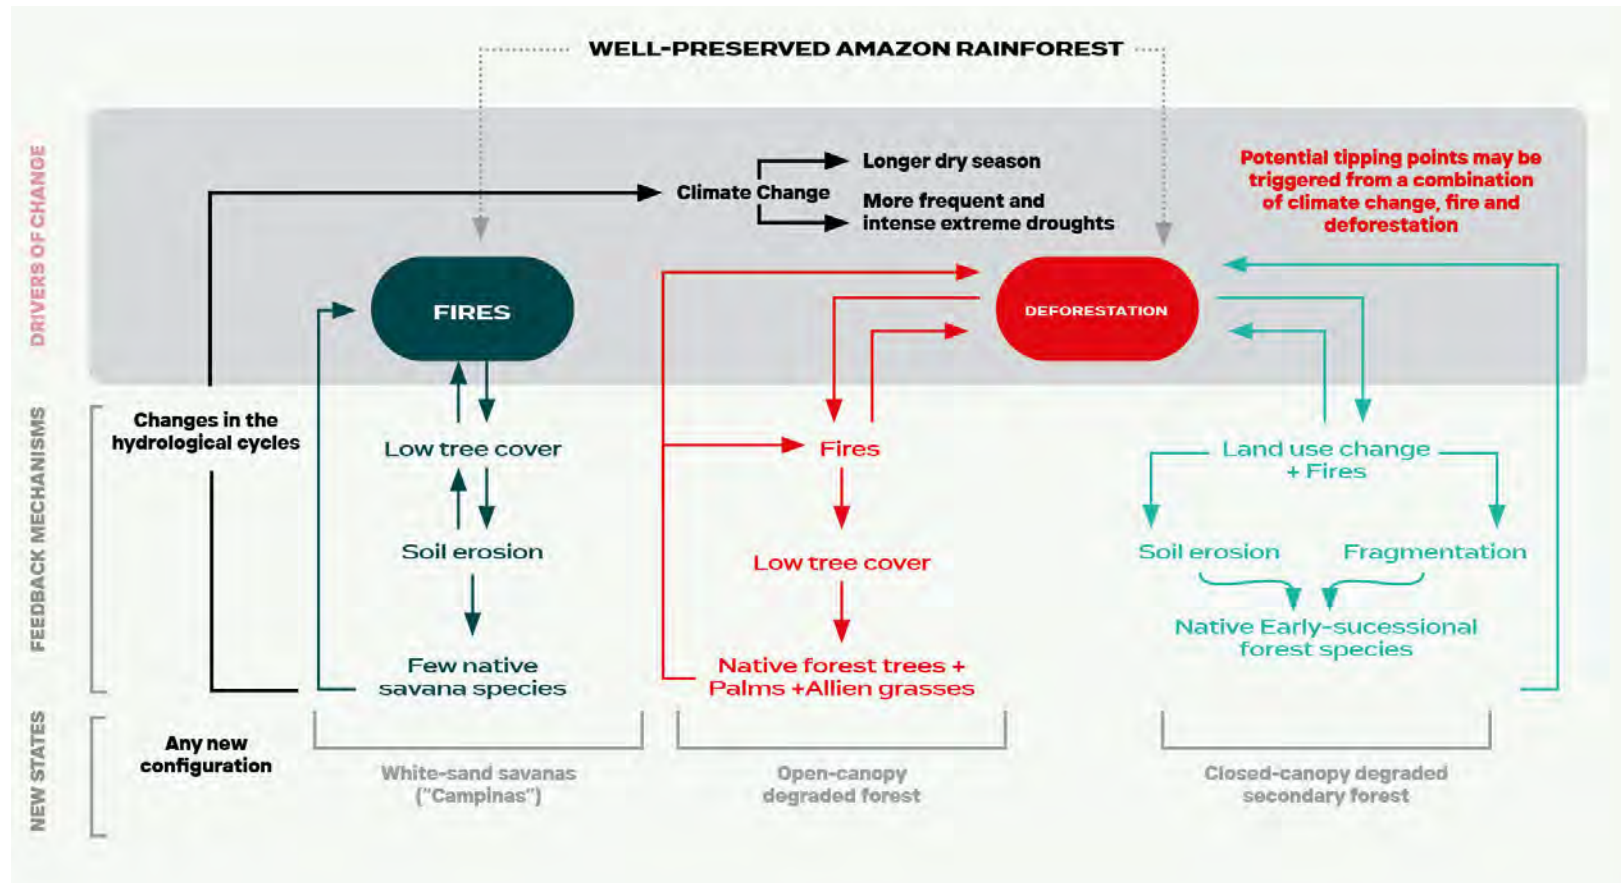 WELL-PRESERVED AMAZON RAINFOREST
DRIVERS OF CHANGE
Climate Change
Longer dry season
More frequent and
intense extreme droughts
Potential tipping points may be
triggered from a combination
of climate change, fire and
deforestation
FIRES
DEFORESTATION
FEEDBACK MECHANISMS
Changes in the
hydrological cycles
Low tree cover
Soil erosion
Few native
savana species
Fires
Low tree cover
Native forest trees +
Palms +Allien grasses
Land use change
+ Fires
Soil erosion
Fragmentation
Native Early-sucessional
forest species
NEW STATES
Any new
configuration
White-sand savanas
("Campinas")
Open-canopy
degraded forest
Closed-canopy degraded
secondary forest